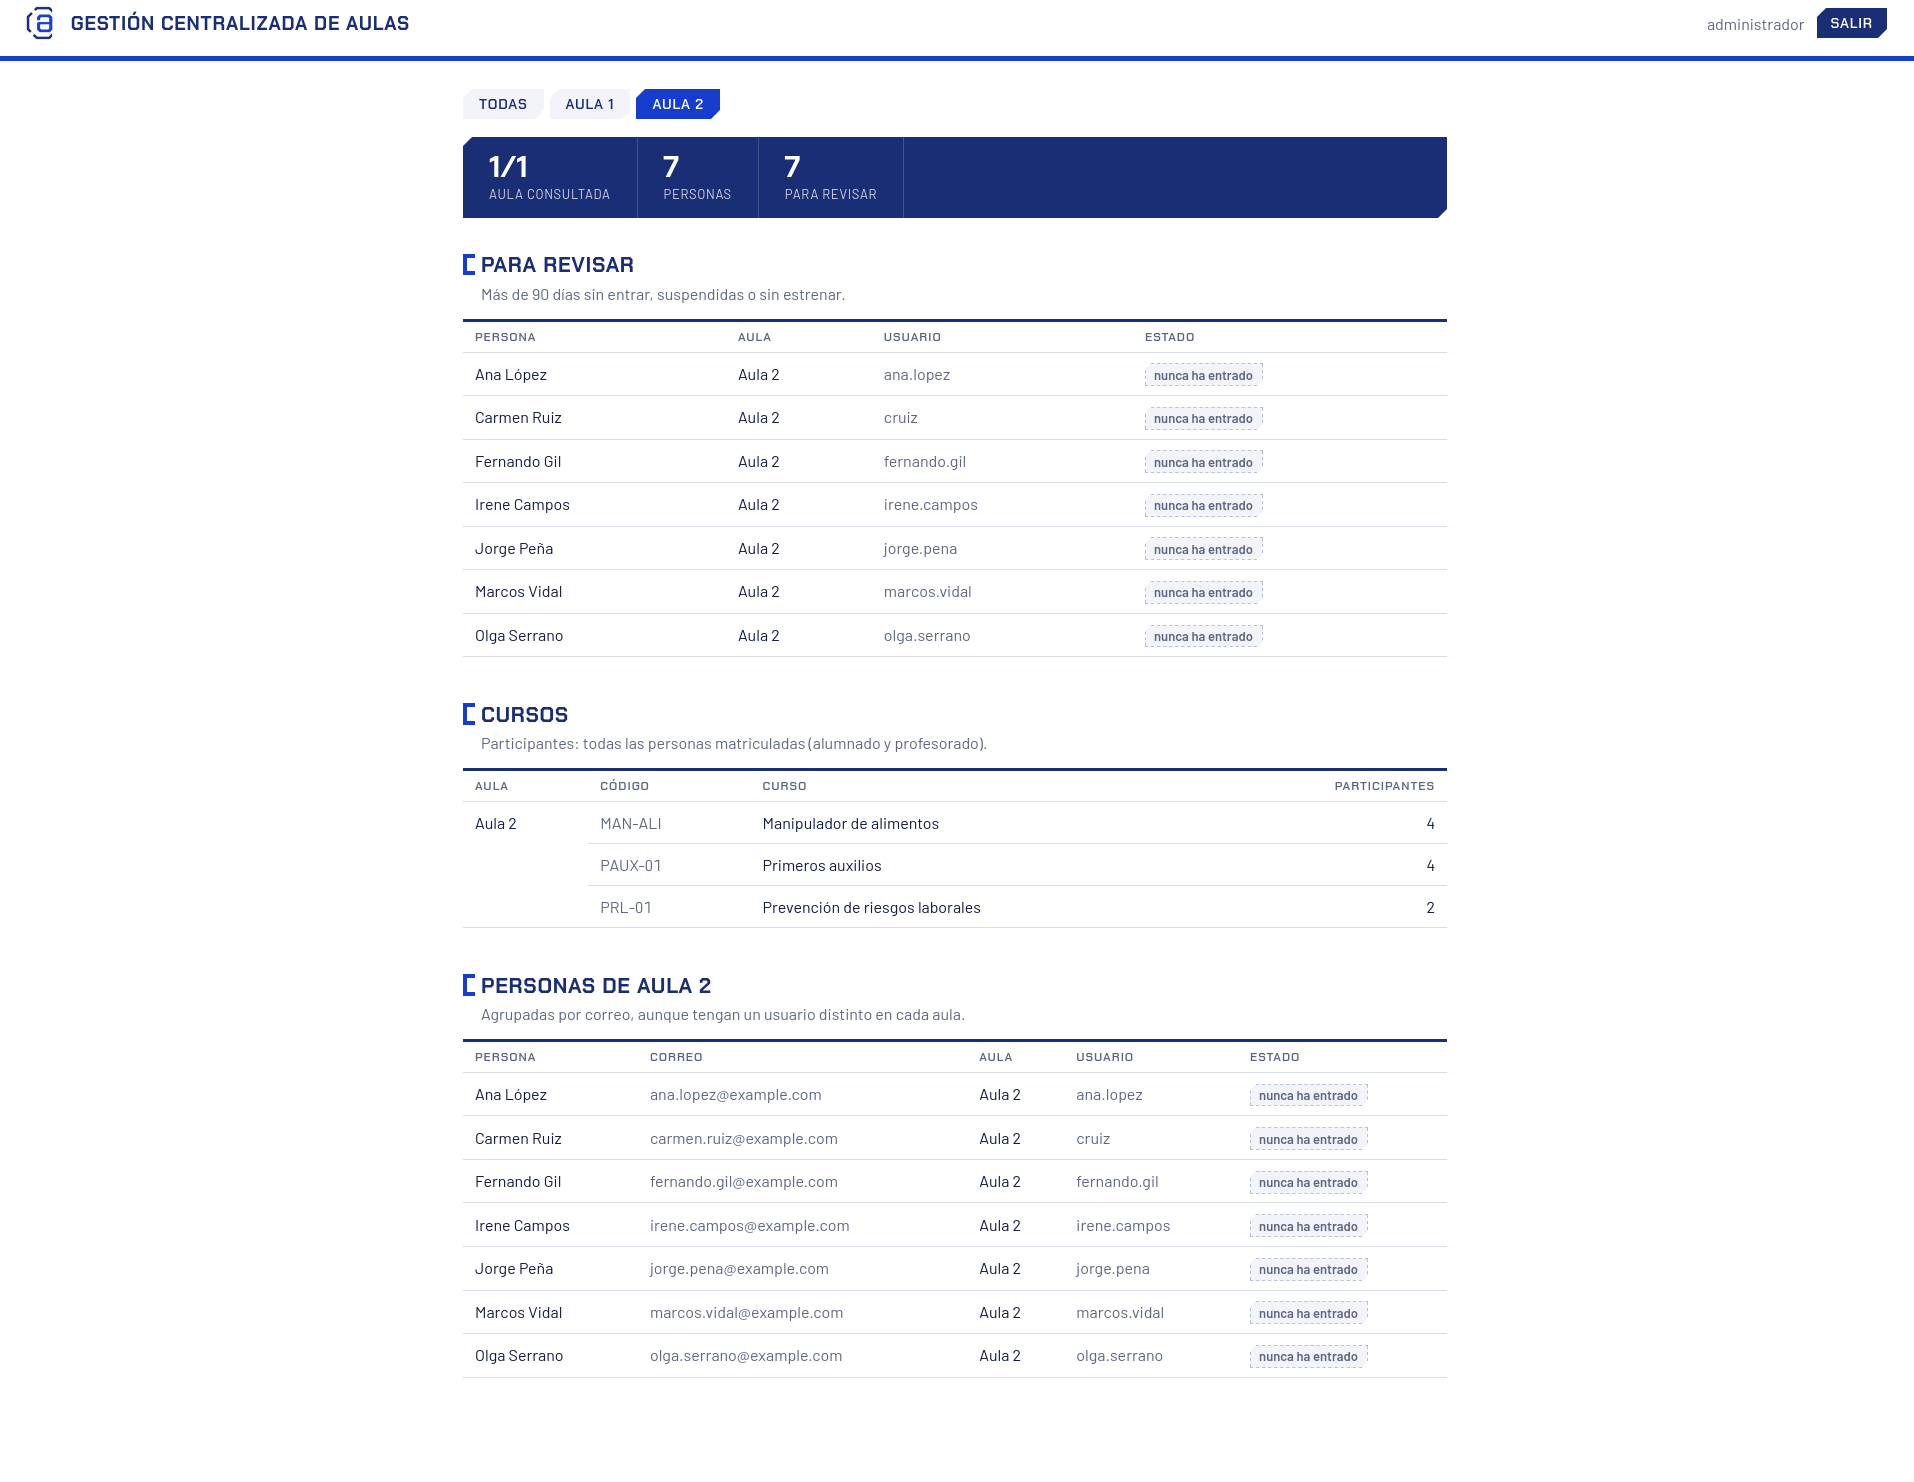 GESTIÓN CENTRALIZADA DE AULAS administrador SALIR
TODAS AULA 1 AULA 2
1/1 7 7
AULA CONSULTADA PERSONAS PARA REVISAR
PARA REVISAR
Más de 90 días sin entrar, suspendidas o sin estrenar.
PERSONA AULA USUARIO ESTADO
Ana López Aula 2 ana.lopez nunca ha entrado
Carmen Ruiz Aula 2 cruiz nunca ha entrado
Fernando Gil Aula 2 fernando.gil nunca ha entrado
Irene Campos Aula 2 irene.campos nunca ha entrado
Jorge Peña Aula 2 jorge.pena nunca ha entrado
Marcos Vidal Aula 2 marcos.vidal nunca ha entrado
Olga Serrano Aula 2 olga.serrano nunca ha entrado
CURSOS
Participantes: todas las personas matriculadas (alumnado y profesorado).
AULA CÓDIGO CURSO PARTICIPANTES
Aula 2 MAN-ALI Manipulador de alimentos 4
PAUX-01 Primeros auxilios 4
PRL-01 Prevención de riesgos laborales 2
PERSONAS DE AULA 2
Agrupadas por correo, aunque tengan un usuario distinto en cada aula.
PERSONA CORREO AULA USUARIO ESTADO
Ana López ana.lopez@example.com Aula 2 ana.lopez nunca ha entrado
Carmen Ruiz carmen.ruiz@example.com Aula 2 cruiz nunca ha entrado
Fernando Gil fernando.gil@example.com Aula 2 fernando.gil nunca ha entrado
Irene Campos irene.campos@example.com Aula 2 irene.campos nunca ha entrado
Jorge Peña jorge.pena@example.com Aula 2 jorge.pena nunca ha entrado
Marcos Vidal marcos.vidal@example.com Aula 2 marcos.vidal nunca ha entrado
Olga Serrano olga.serrano@example.com Aula 2 olga.serrano nunca ha entrado